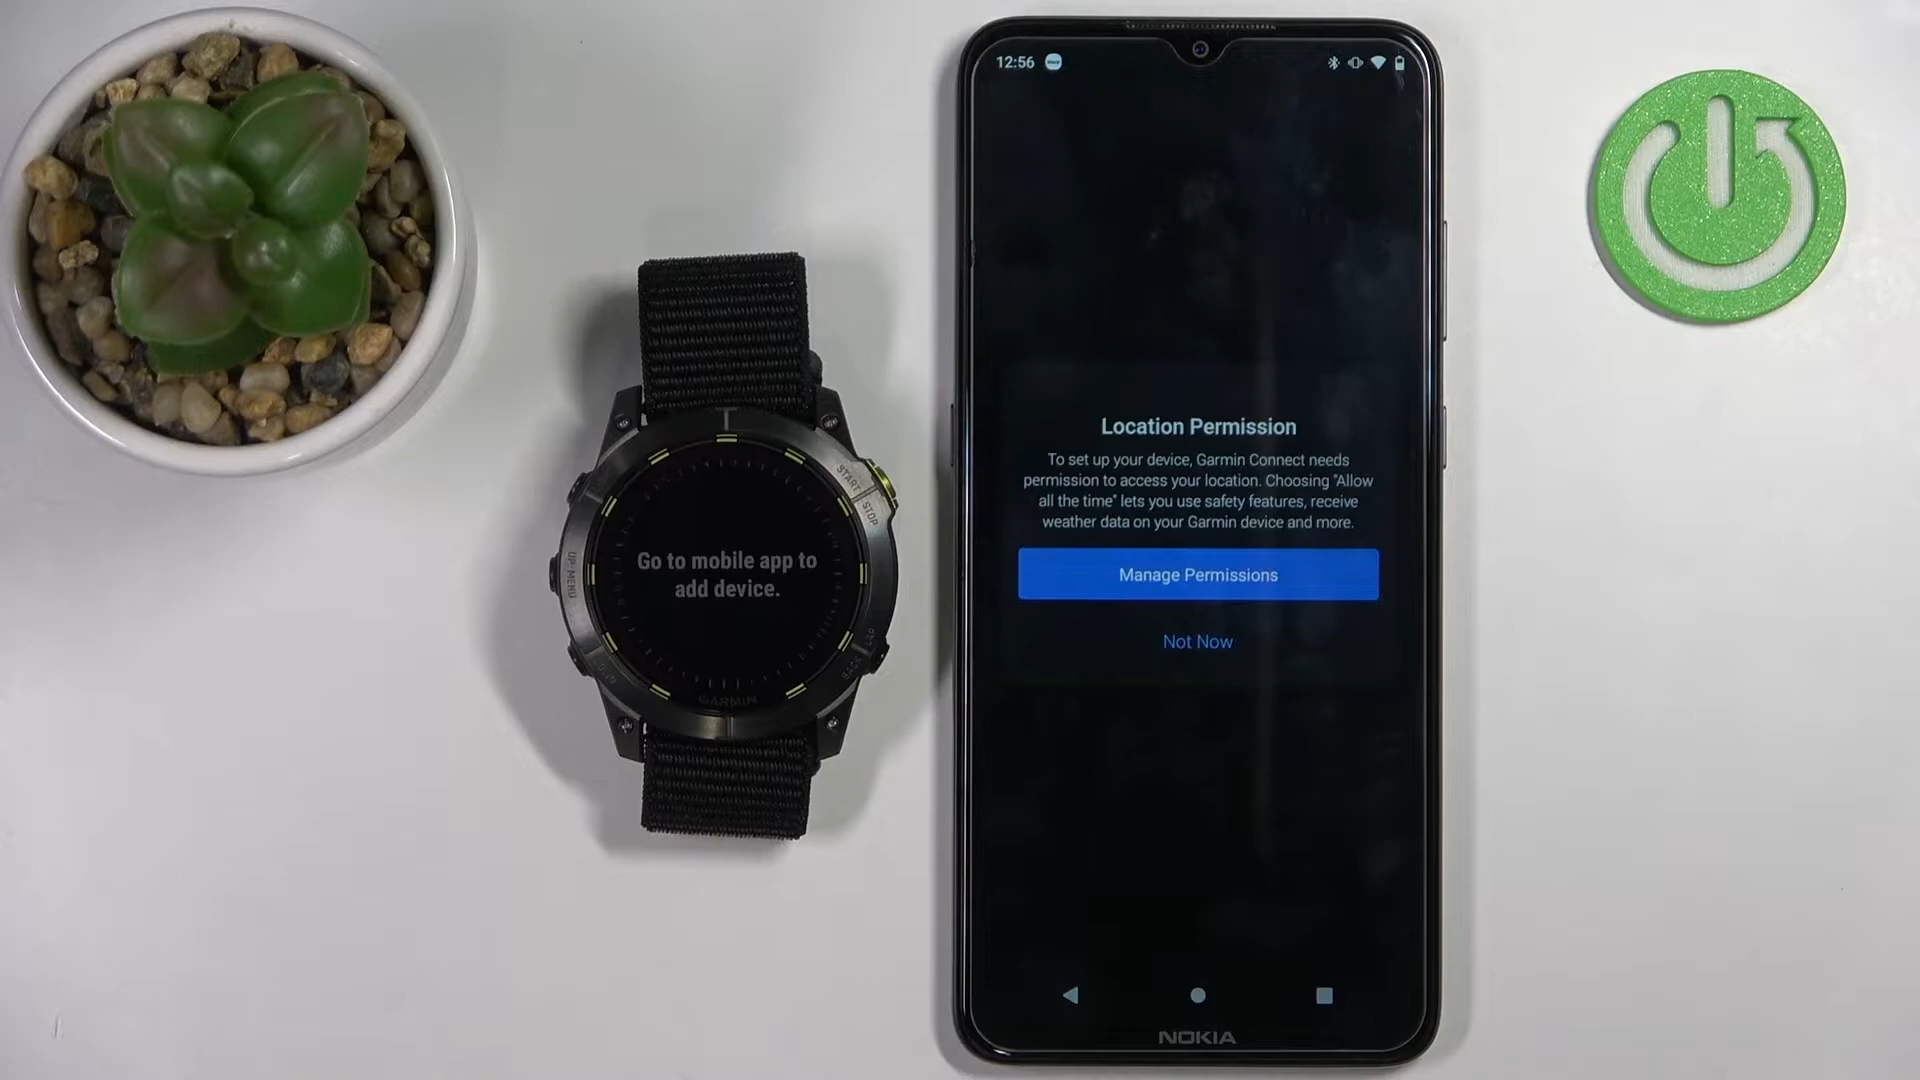 12:56
Location Permission
To set up your device, Garmin Connect needs
permission to access your location. Choosing "Allow
all the time" lets you use safety features, receive
weather data on your Garmin device and more.
Manage Permissions
Not Now
NOKIA
START
STOP
UP·MENU
LAP
BACK
Go to mobile app to
add device.
GARMIN